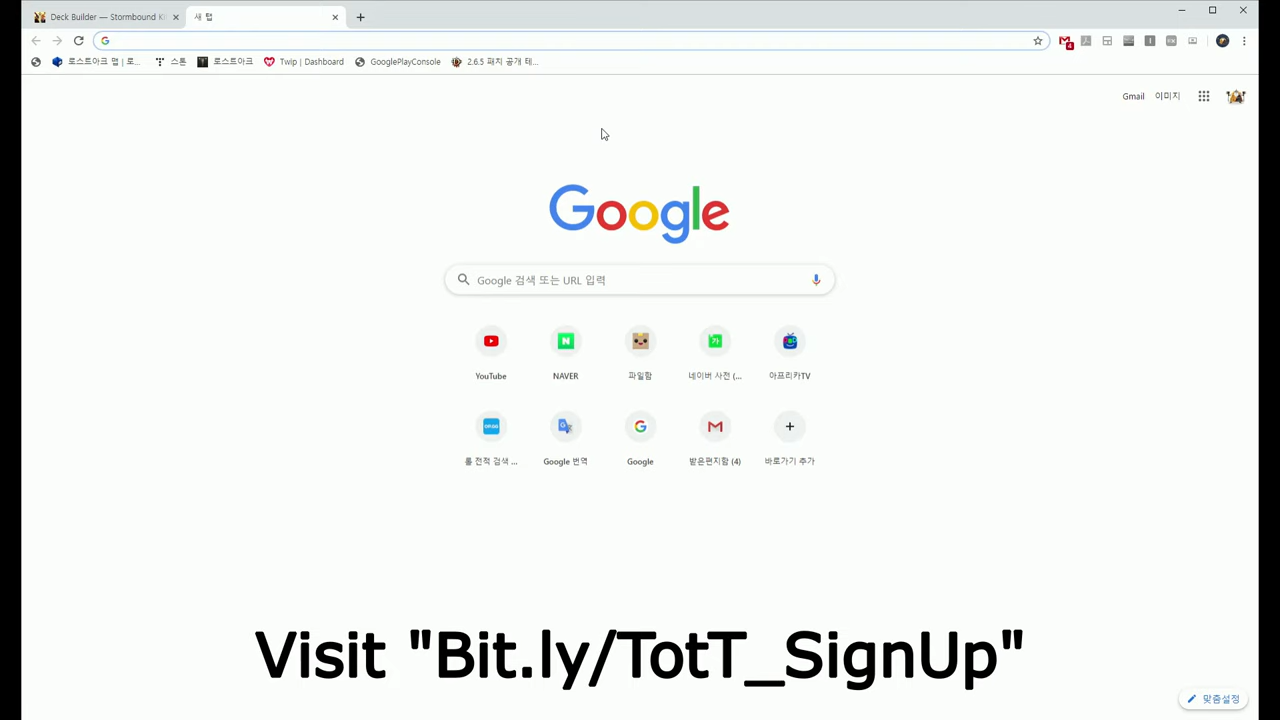 Deck Builder — Stormbound Ki
새 탭
로스트아크 맵 | 로...
스톤
로스트아크
Twip | Dashboard
GooglePlayConsole
2.6.5 패치 공개 테...
Gmail 이미지
Google
Google 검색 또는 URL 입력
YouTube NAVER 파일함 네이버 사전 (... 아프리카TV
OP.GG
롤 전적 검색 ... Google 번역 Google 받은편지함 (4) 바로가기 추가
Visit "Bit.ly/TotT_SignUp"
맞춤설정